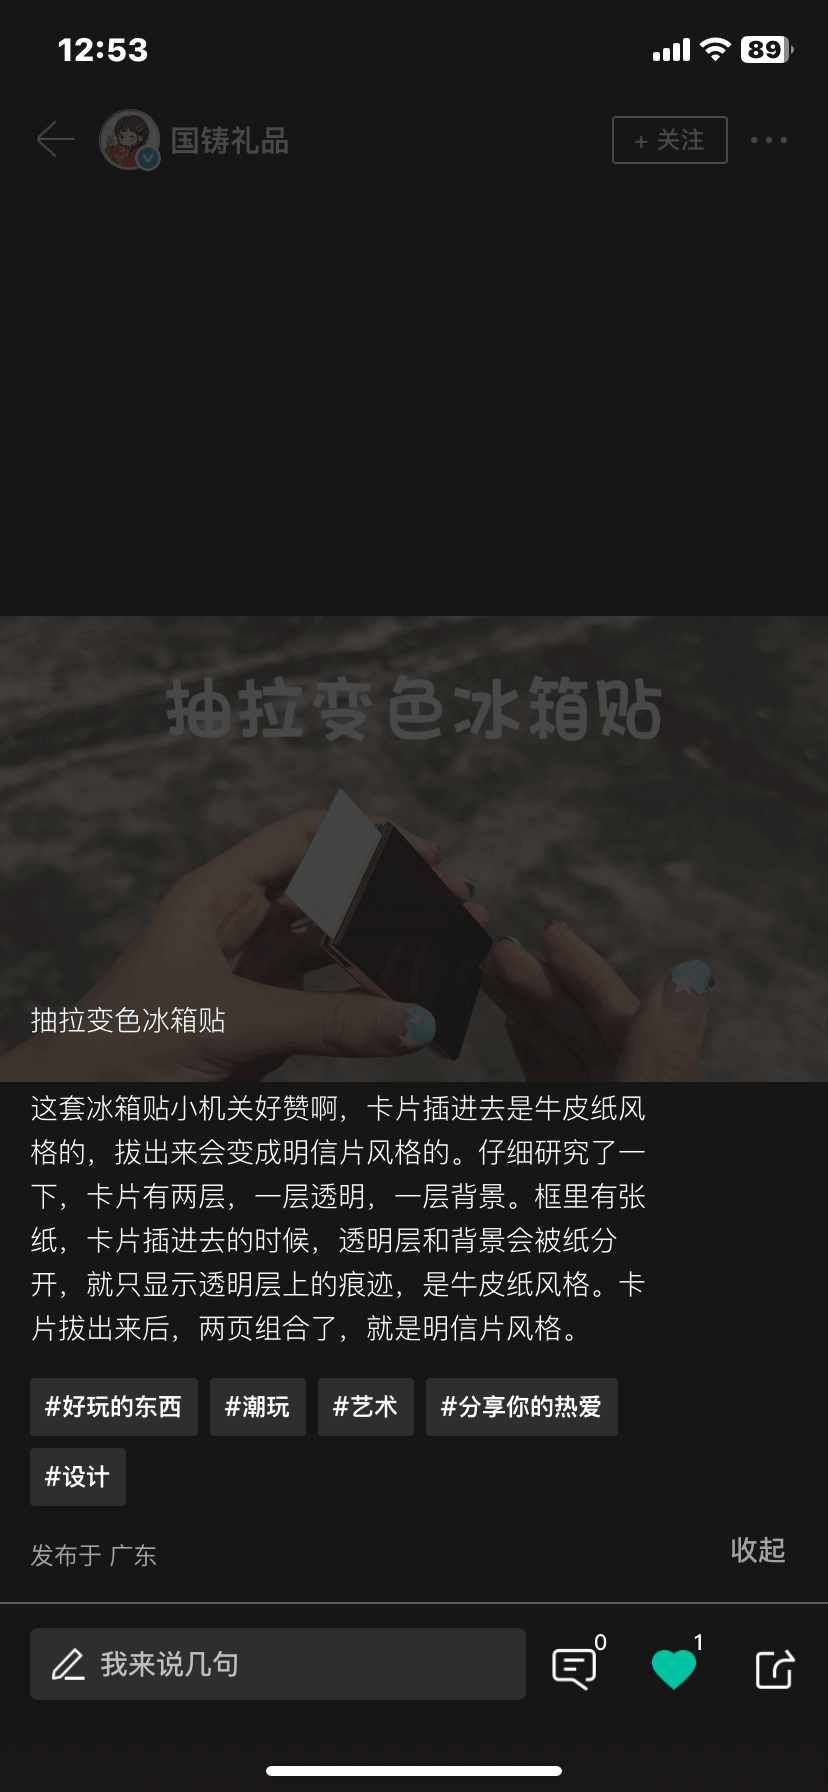 12:53
89
国铸礼品
+ 关注
抽拉变色冰箱贴
抽拉变色冰箱贴
这套冰箱贴小机关好赞啊，卡片插进去是牛皮纸风
格的，拔出来会变成明信片风格的。仔细研究了一
下，卡片有两层，一层透明，一层背景。框里有张
纸，卡片插进去的时候，透明层和背景会被纸分
开，就只显示透明层上的痕迹，是牛皮纸风格。卡
片拔出来后，两页组合了，就是明信片风格。
#好玩的东西 #潮玩 #艺术 #分享你的热爱
#设计
发布于 广东
收起
我来说几句
0
1